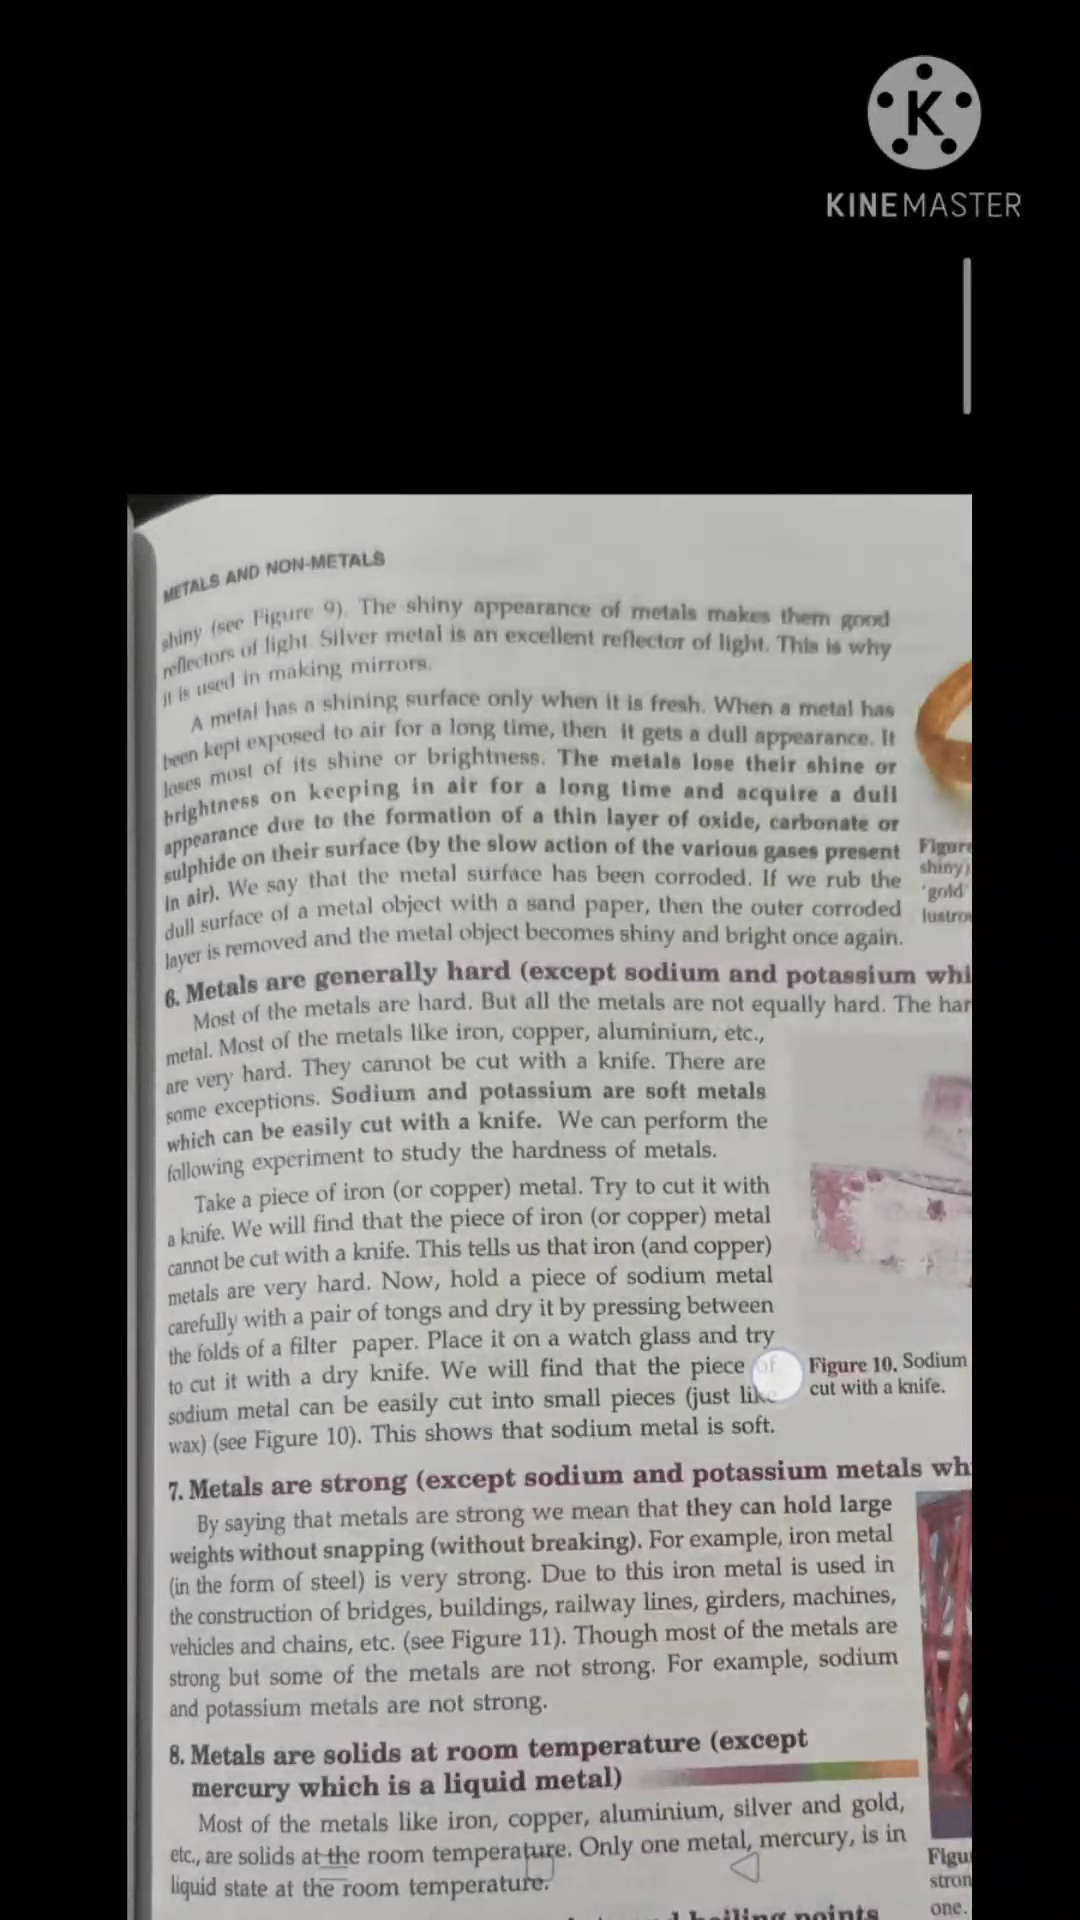 KINEMASTER
METALS AND NON-METALS
shiny (see Figure 9). The shiny appearance of metals makes them good
reflectors of light. Silver metal is an excellent reflector of light. This is why
it is used in making mirrors.
A metal has a shining surface only when it is fresh. When a metal has
been kept exposed to air for a long time, then it gets a dull appearance. It
loses most of its shine or brightness. The metals lose their shine or
brightness on keeping in air for a long time and acquire a dull
appearance due to the formation of a thin layer of oxide, carbonate or
sulphide on their surface (by the slow action of the various gases present
in air). We say that the metal surface has been corroded. If we rub the
dull surface of a metal object with a sand paper, then the outer corroded
layer is removed and the metal object becomes shiny and bright once again.
Figure
shiny)
'gold'
6. Metals are generally hard (except sodium and potassium whi
Most of the metals are hard. But all the metals are not equally hard. The har
metal. Most of the metals like iron, copper, aluminium, etc.,
are very hard. They cannot be cut with a knife. There are
some exceptions. Sodium and potassium are soft metals
which can be easily cut with a knife. We can perform the
following experiment to study the hardness of metals.
Take a piece of iron (or copper) metal. Try to cut it with
a knife. We will find that the piece of iron (or copper) metal
cannot be cut with a knife. This tells us that iron (and copper)
metals are very hard. Now, hold a piece of sodium metal
carefully with a pair of tongs and dry it by pressing between
the folds of a filter paper. Place it on a watch glass and try
to cut it with a dry knife. We will find that the piece of
sodium metal can be easily cut into small pieces (just like
wax) (see Figure 10). This shows that sodium metal is soft.
Figure 10. Sodium
cut with a knife.
7. Metals are strong (except sodium and potassium metals wh
By saying that metals are strong we mean that they can hold large
weights without snapping (without breaking). For example, iron metal
(in the form of steel) is very strong. Due to this iron metal is used in
the construction of bridges, buildings, railway lines, girders, machines,
vehicles and chains, etc. (see Figure 11). Though most of the metals are
strong but some of the metals are not strong. For example, sodium
and potassium metals are not strong.
8. Metals are solids at room temperature (except
mercury which is a liquid metal)
Most of the metals like iron, copper, aluminium, silver and gold,
etc., are solids at the room temperature. Only one metal, mercury, is in
liquid state at the room temperature.
Figu
stron
one.
boiling points